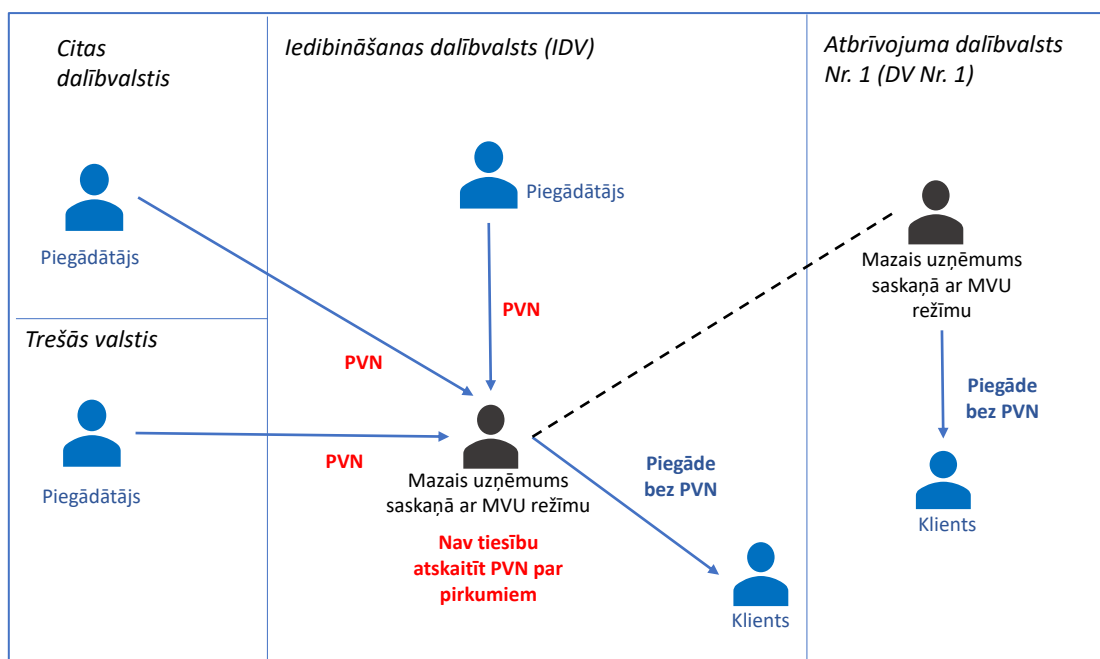 Citas
dalībvalstis
Iedibināšanas dalībvalsts (IDV)
Atbrīvojuma dalībvalsts
Nr. 1 (DV Nr. 1)
Piegādātājs
Piegādātājs
Mazais uzņēmums
saskaņā ar MVU
režīmu
PVN
Trešās valstis
PVN
Piegāde
bez PVN
PVN
Piegādātājs
Mazais uzņēmums
saskaņā ar MVU režīmu
Piegāde
bez PVN
Klients
Nav tiesību
atskaitīt PVN par
pirkumiem
Klients